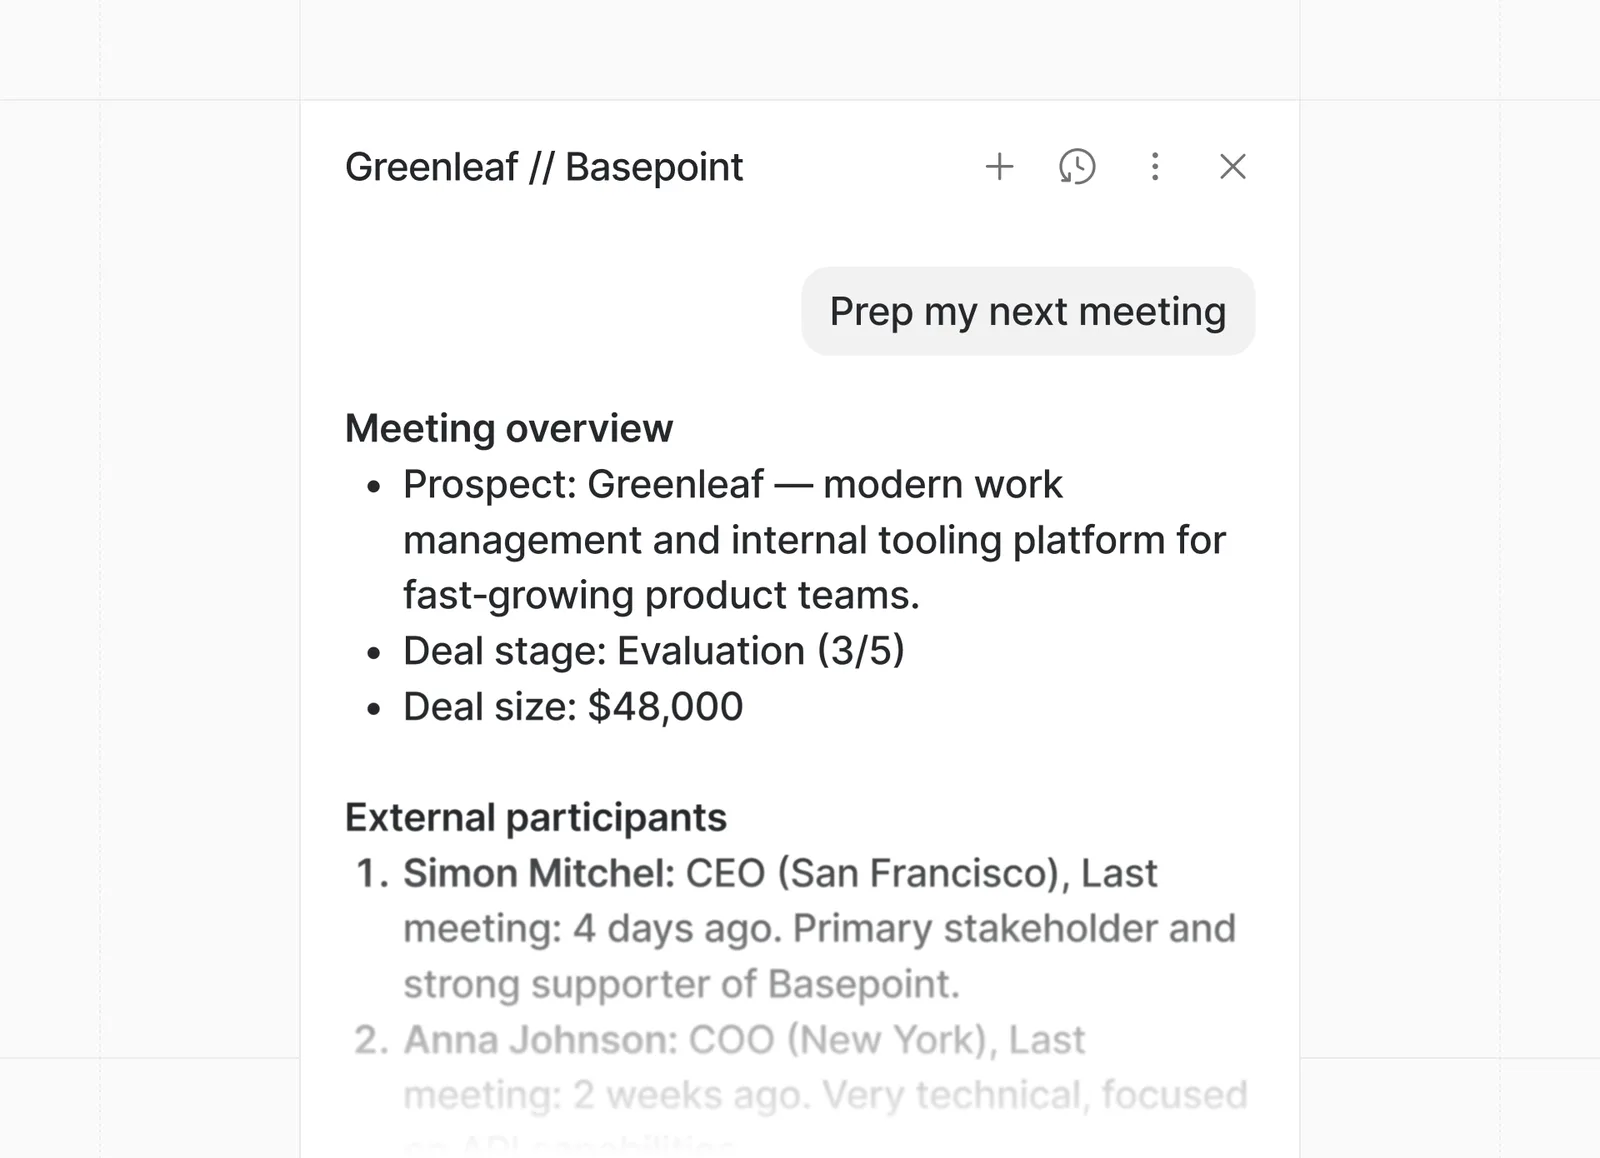 Greenleaf // Basepoint
Prep my next meeting
Meeting overview
• Prospect: Greenleaf — modern work
management and internal tooling platform for
fast-growing product teams.
• Deal stage: Evaluation (3/5)
• Deal size: $48,000
External participants
1. Simon Mitchel: CEO (San Francisco), Last
meeting: 4 days ago. Primary stakeholder and
strong supporter of Basepoint.
2. Anna Johnson: COO (New York), Last
meeting: 2 weeks ago. Very technical, focused
on API capabilities